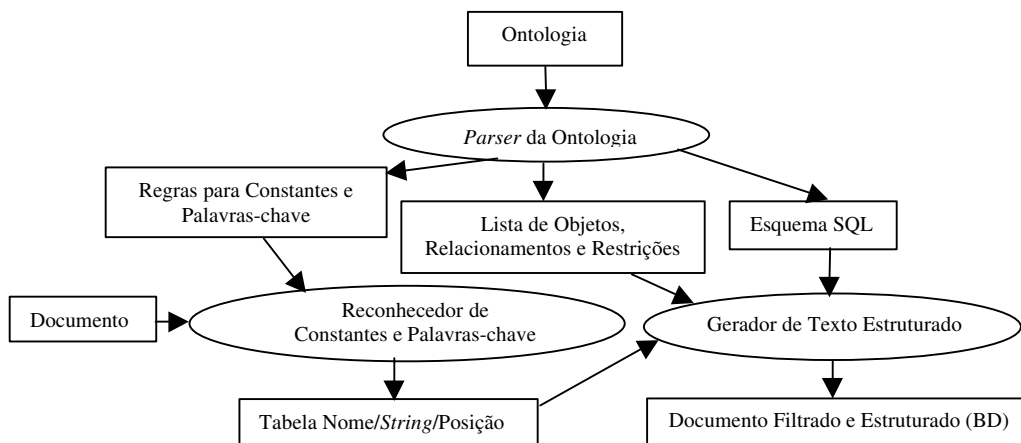 Ontologia
Parser da Ontologia
Regras para Constantes e
Palavras-chave
Lista de Objetos,
Relacionamentos e Restrições
Esquema SQL
Documento
Reconhecedor de
Constantes e Palavras-chave
Gerador de Texto Estruturado
Tabela Nome/String/Posição
Documento Filtrado e Estruturado (BD)